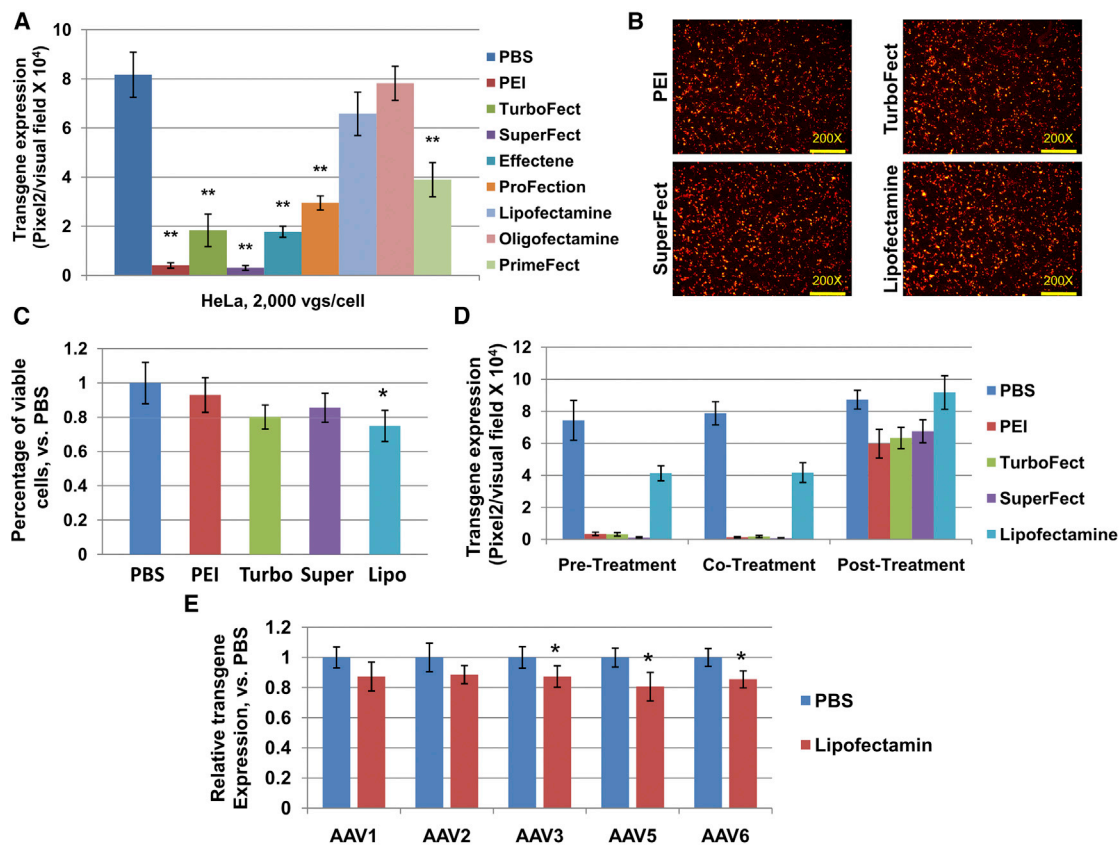 A
Transgene expression
(Pixel2/visual field X 10⁴)
10
8
6
4
2
0
**
**
**
**
**
**
HeLa, 2,000 vgs/cell
PBS
PEI
TurboFect
SuperFect
Effectene
ProFection
Lipofectamine
Oligofectamine
PrimeFect
B
PEI
200X
TurboFect
200X
SuperFect
200X
Lipofectamine
200X
C
Percentage of viable
cells, vs. PBS
1.2
1
0.8
0.6
0.4
0.2
0
*
PBS PEI Turbo Super Lipo
D
Transgene expression
(Pixel2/visual field X 10⁴)
12
10
8
6
4
2
0
Pre-Treatment Co-Treatment Post-Treatment
PBS
PEI
TurboFect
SuperFect
Lipofectamine
E
Relative transgene
Expression, vs. PBS
1.2
1
0.8
0.6
0.4
0.2
0
*
*
*
AAV1 AAV2 AAV3 AAV5 AAV6
PBS
Lipofectamin